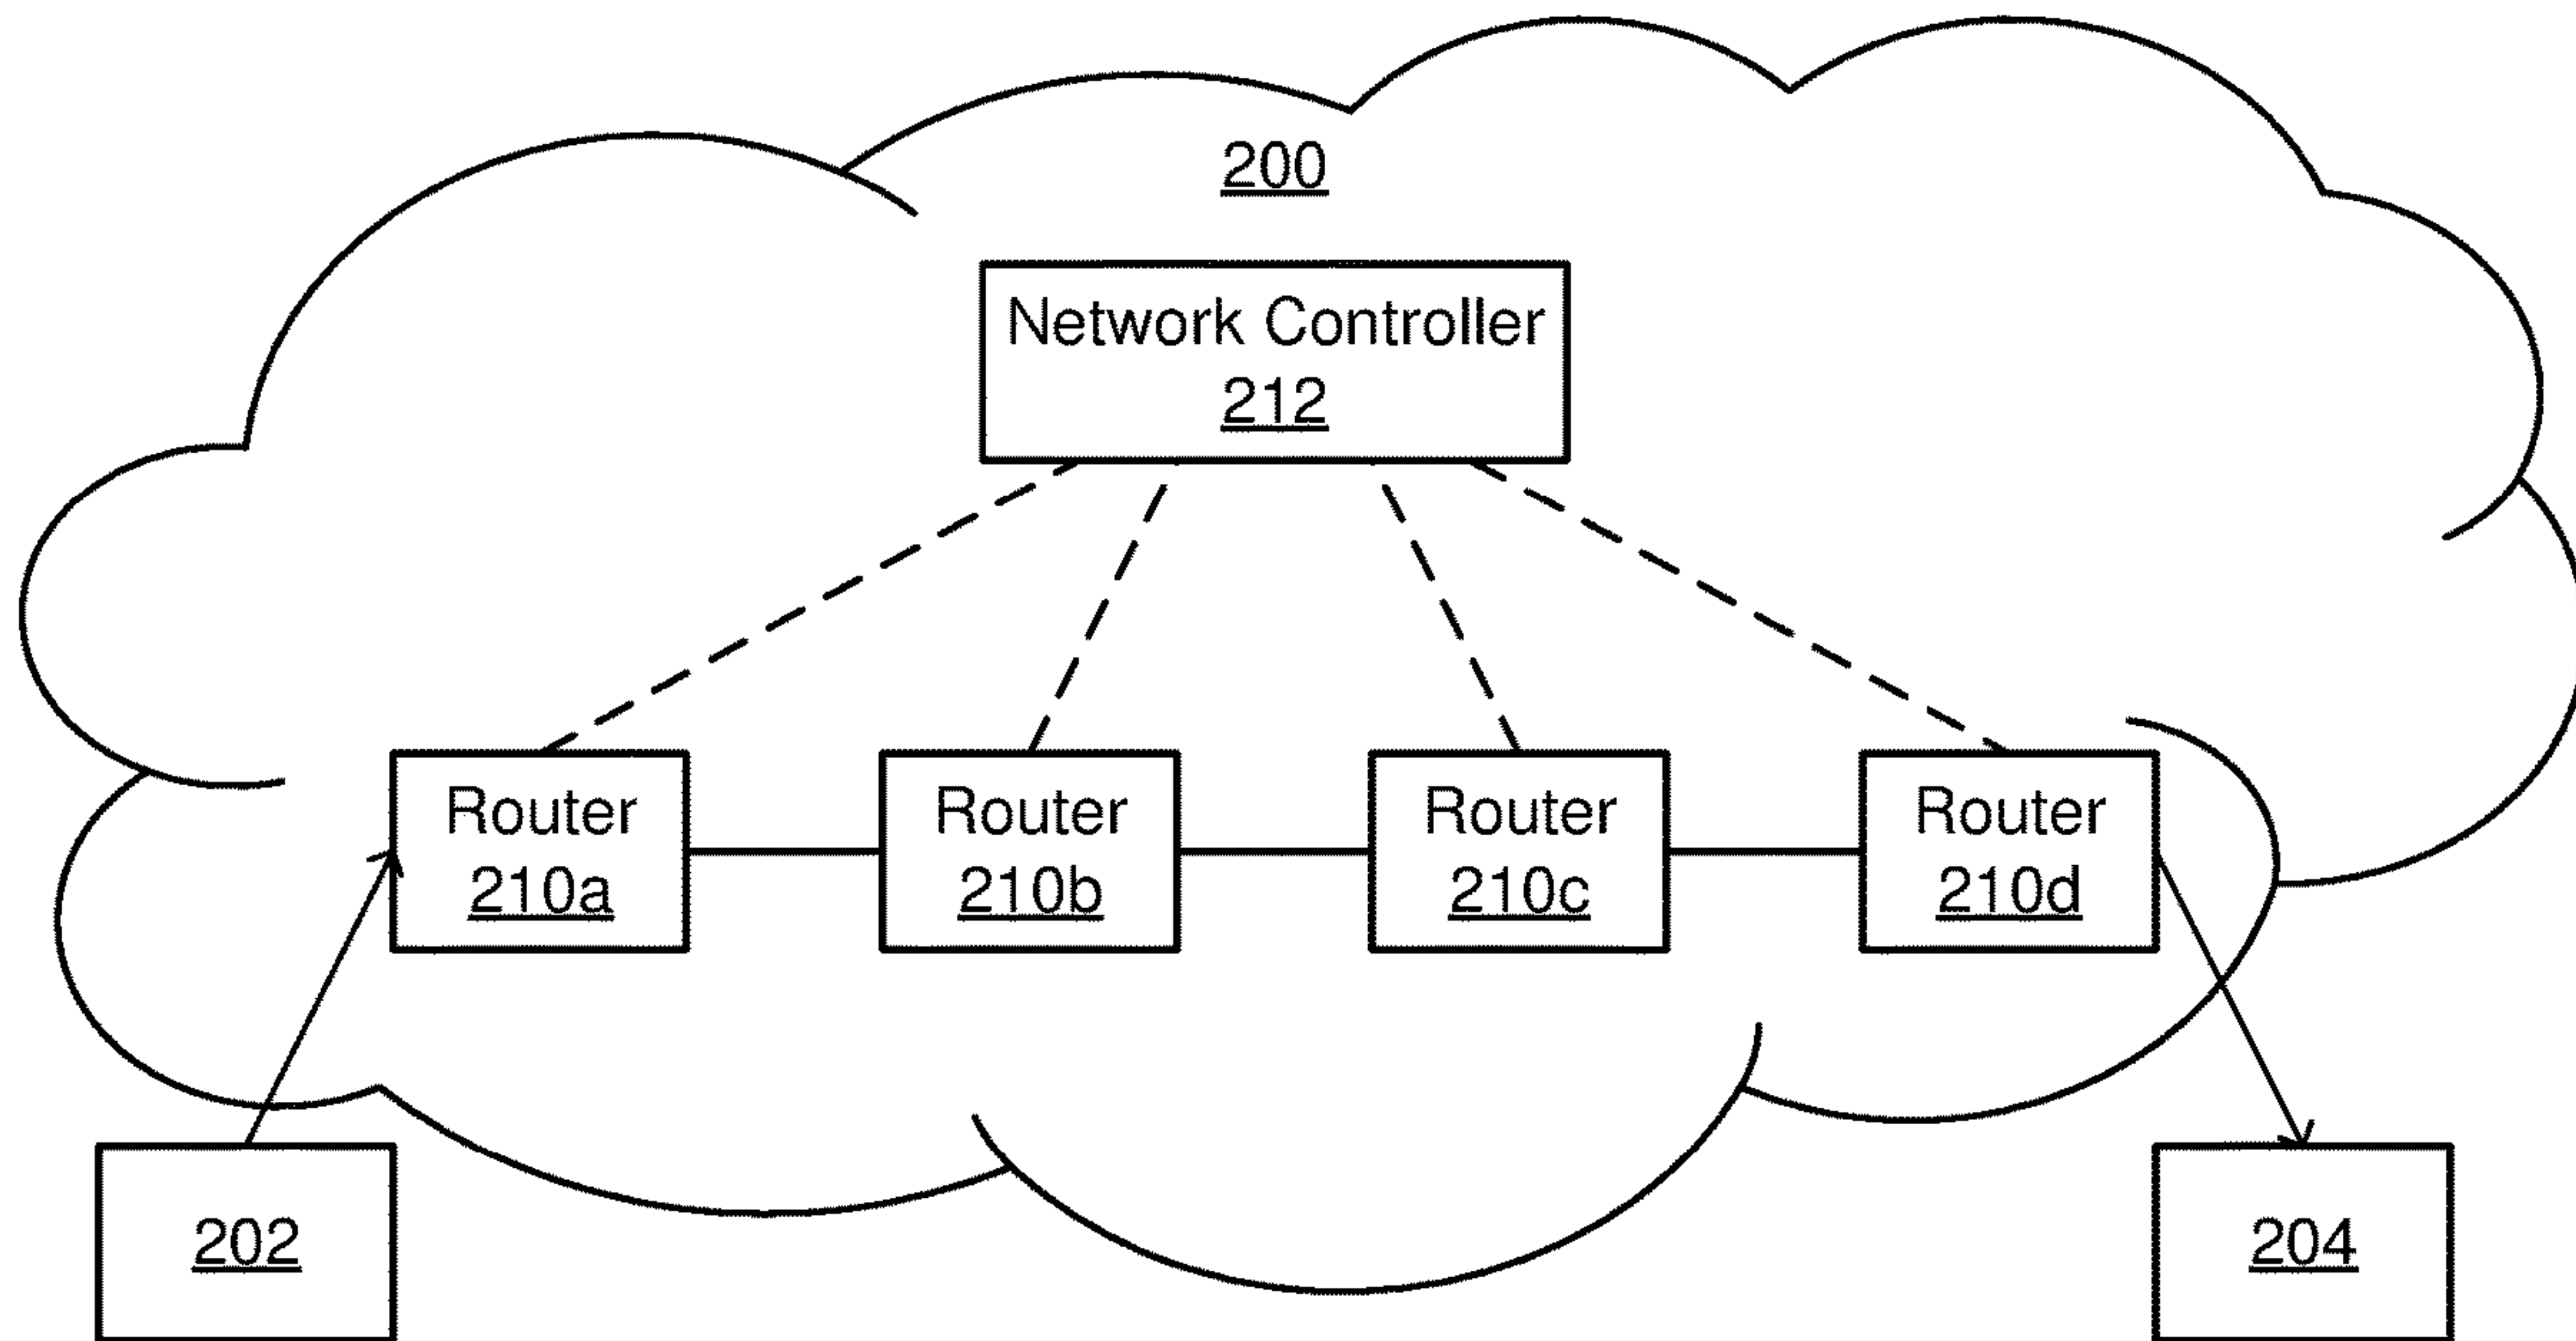 200
Network Controller
212
Router
210a
Router
210b
Router
210c
Router
210d
202
204